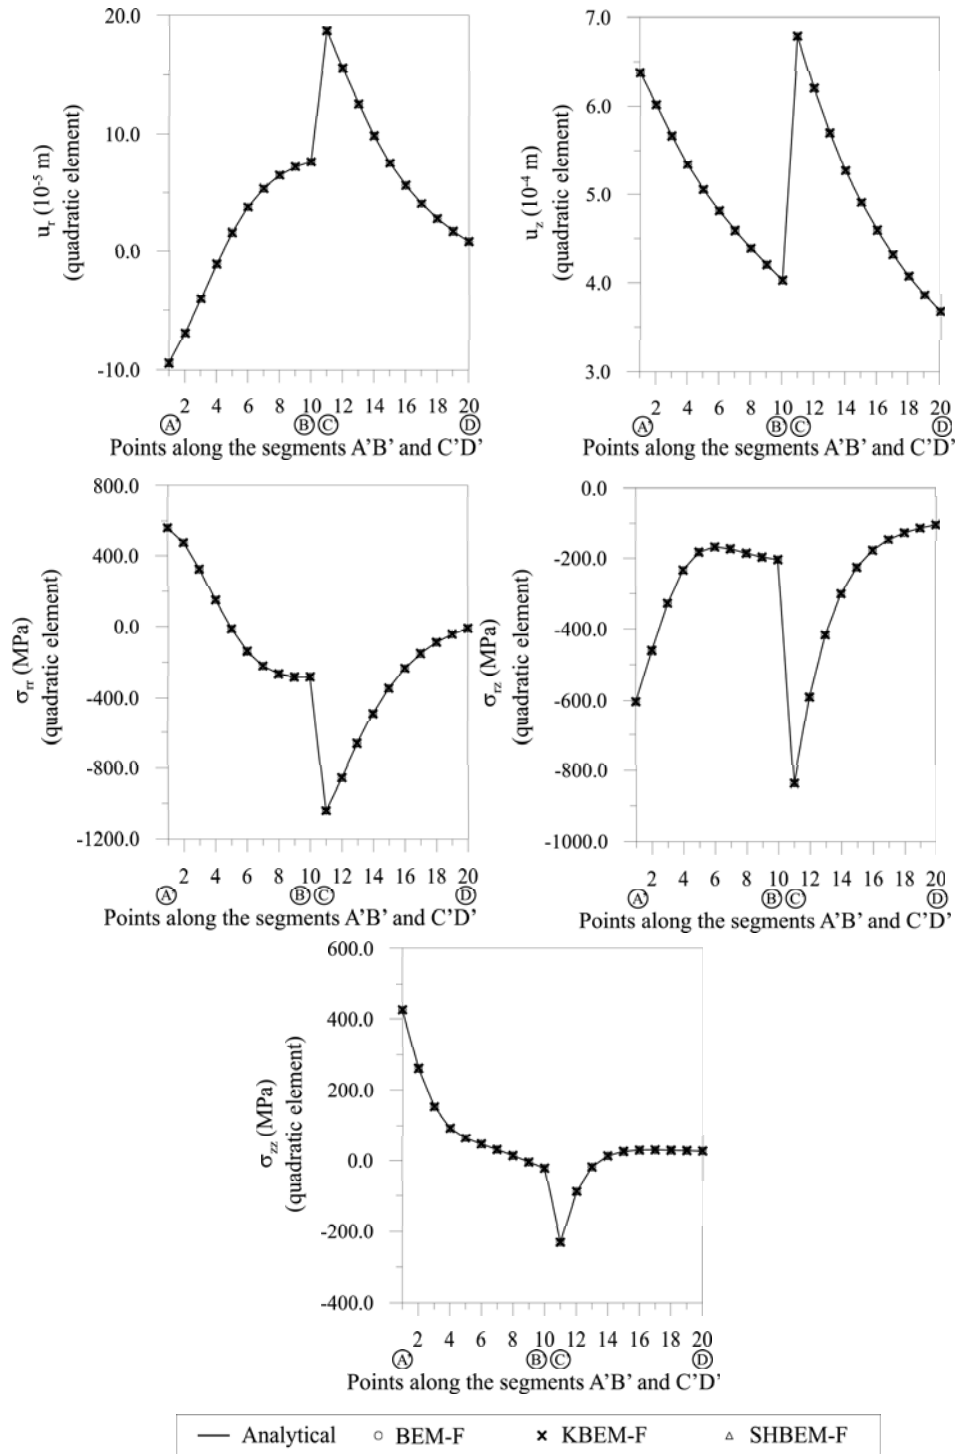 20.0
10.0
0.0
-10.0
u_r (10^-5 m)
(quadratic element)
2 4 6 8 10 12 14 16 18 20
A' B C D
Points along the segments A'B' and C'D'
7.0
6.0
5.0
4.0
3.0
u_z (10^-4 m)
(quadratic element)
2 4 6 8 10 12 14 16 18 20
A' B' C' D
Points along the segments A'B' and C'D'
800.0
400.0
0.0
-400.0
-800.0
-1200.0
σ_rr (MPa)
(quadratic element)
2 4 6 8 10 12 14 16 18 20
A' B C' D
Points along the segments A'B' and C'D'
0.0
-200.0
-400.0
-600.0
-800.0
-1000.0
σ_rz (MPa)
(quadratic element)
2 4 6 8 10 12 14 16 18 20
A' B' C' D
Points along the segments A'B' and C'D'
600.0
400.0
200.0
0.0
-200.0
-400.0
σ_zz (MPa)
(quadratic element)
2 4 6 8 10 12 14 16 18 20
A' B C' D
Points along the segments A'B' and C'D'
Analytical BEM-F KBEM-F SHBEM-F